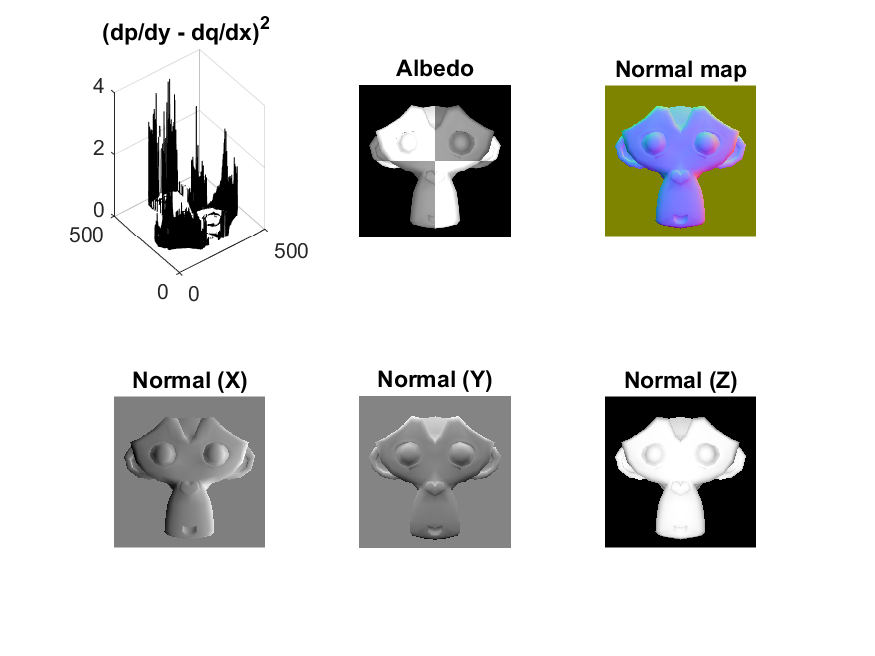 (dp/dy - dq/dx)²
4
2
0
500
0
0
500
Albedo
Normal map
Normal (X)
Normal (Y)
Normal (Z)